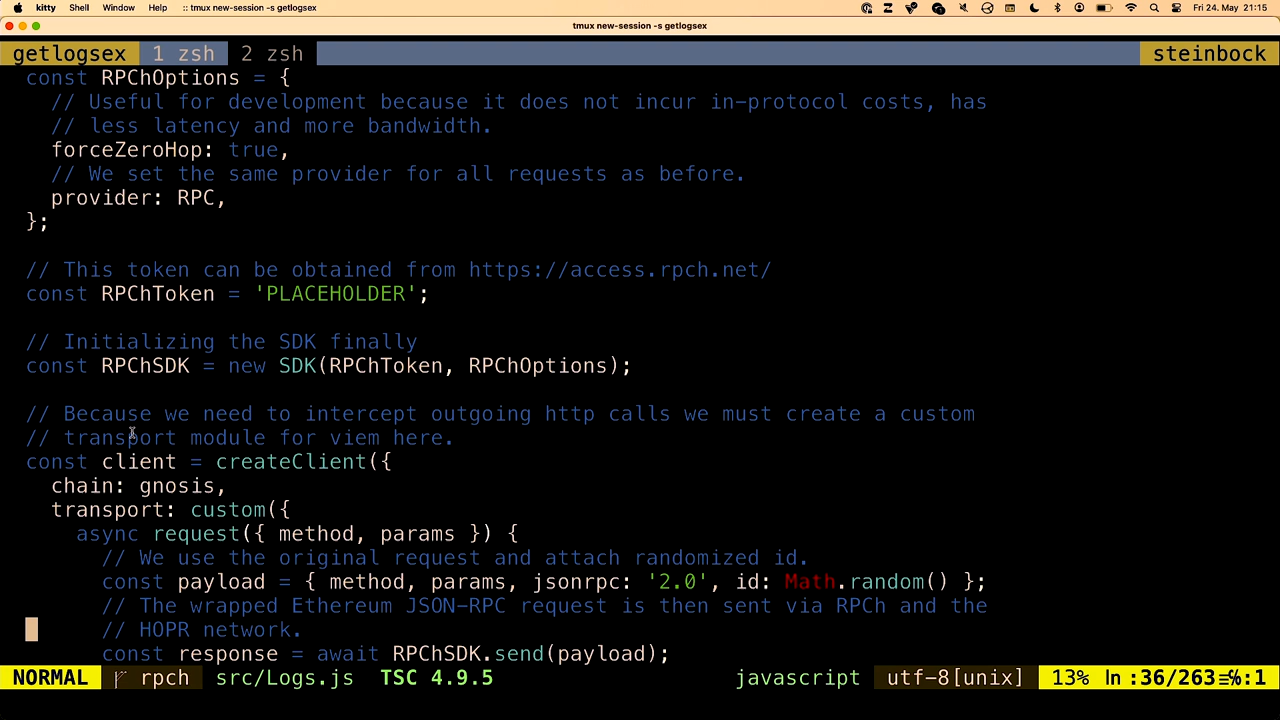 kitty Shell Window Help :: tmux new-session -s getlogsex Fri 24. May 21:15
tmux new-session -s getlogsex
getlogsex 1 zsh 2 zsh steinbock
const RPChOptions = {
// Useful for development because it does not incur in-protocol costs, has
// less latency and more bandwidth.
forceZeroHop: true,
// We set the same provider for all requests as before.
provider: RPC,
};
// This token can be obtained from https://access.rpch.net/
const RPChToken = 'PLACEHOLDER';
// Initializing the SDK finally
const RPChSDK = new SDK(RPChToken, RPChOptions);
// Because we need to intercept outgoing http calls we must create a custom
// transport module for viem here.
const client = createClient({
chain: gnosis,
transport: custom({
async request({ method, params }) {
// We use the original request and attach randomized id.
const payload = { method, params, jsonrpc: '2.0', id: Math.random() };
// The wrapped Ethereum JSON-RPC request is then sent via RPCh and the
// HOPR network.
const response = await RPChSDK.send(payload);
NORMAL rpch src/Logs.js TSC 4.9.5 javascript utf-8[unix] 13% ln :36/263≡℅:1